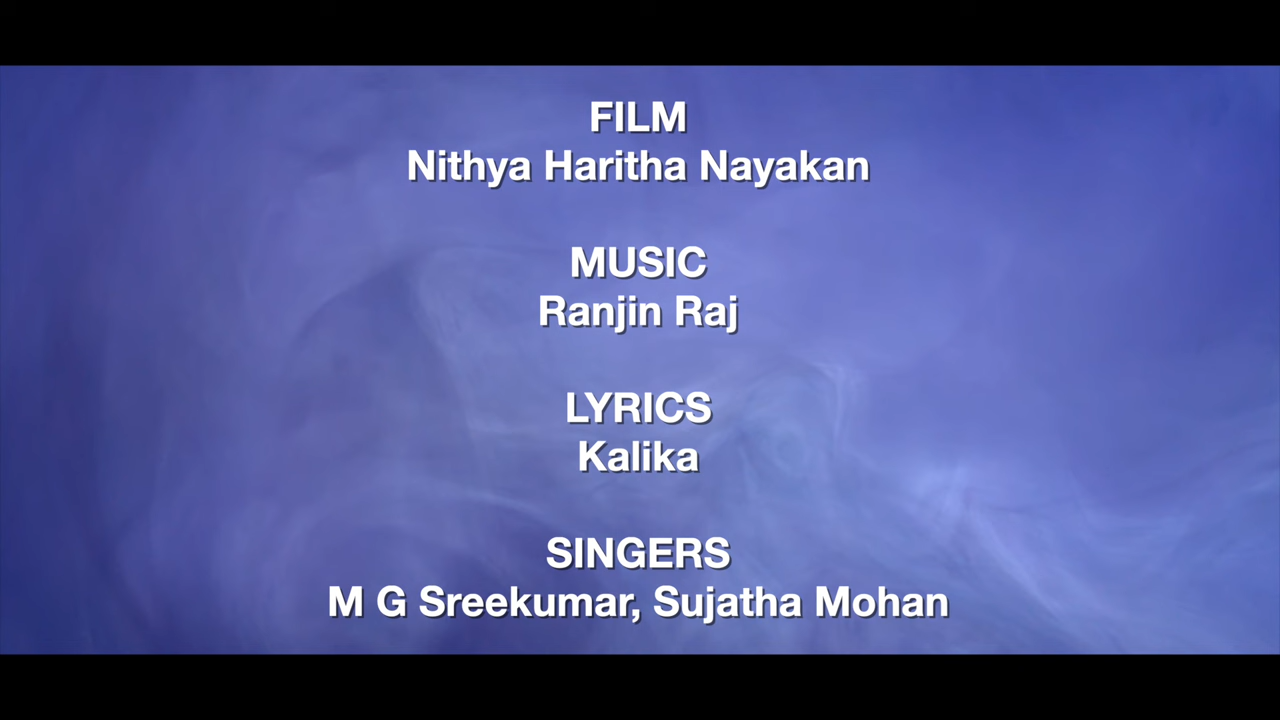 FILM
Nithya Haritha Nayakan
MUSIC
Ranjin Raj
LYRICS
Kalika
SINGERS
M G Sreekumar, Sujatha Mohan